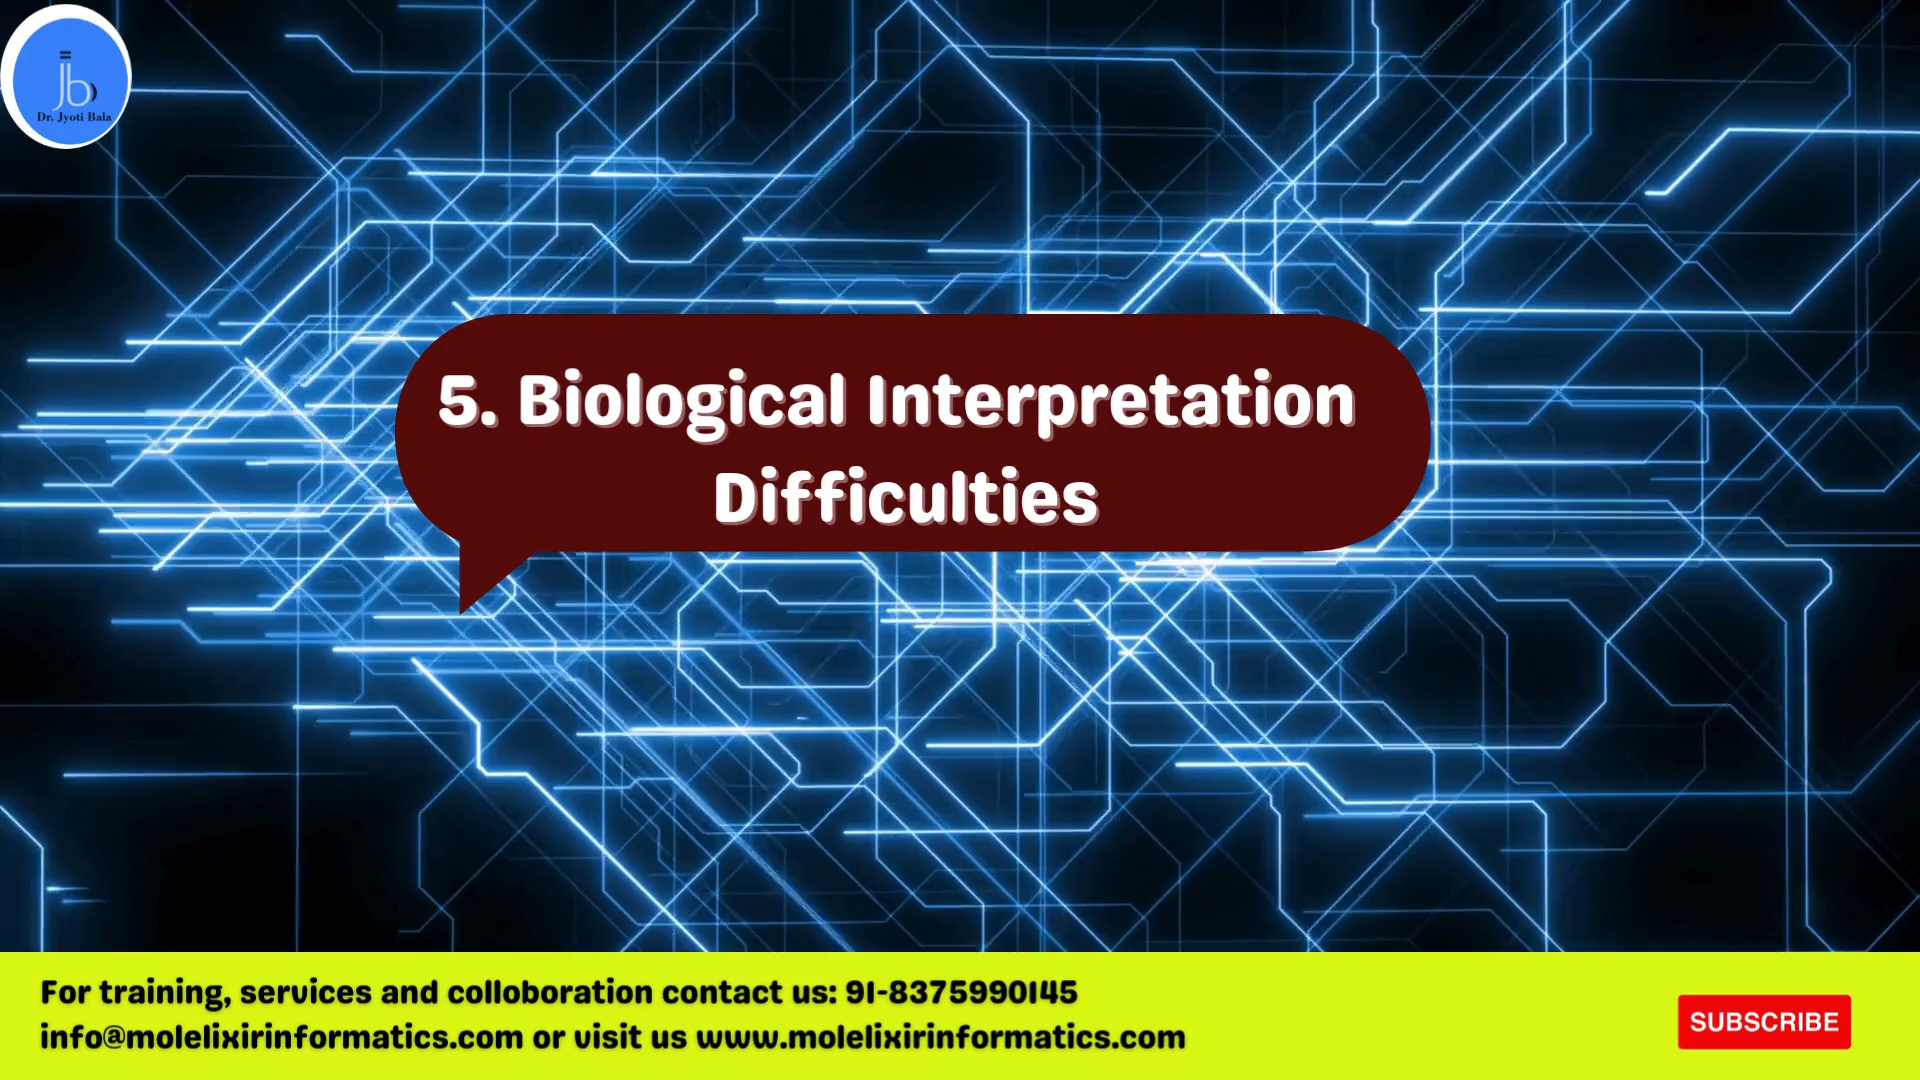 jb
Dr. Jyoti Bala
5. Biological Interpretation
Difficulties
For training, services and colloboration contact us: 91-8375990145
info@molelixirinformatics.com or visit us www.molelixirinformatics.com
SUBSCRIBE